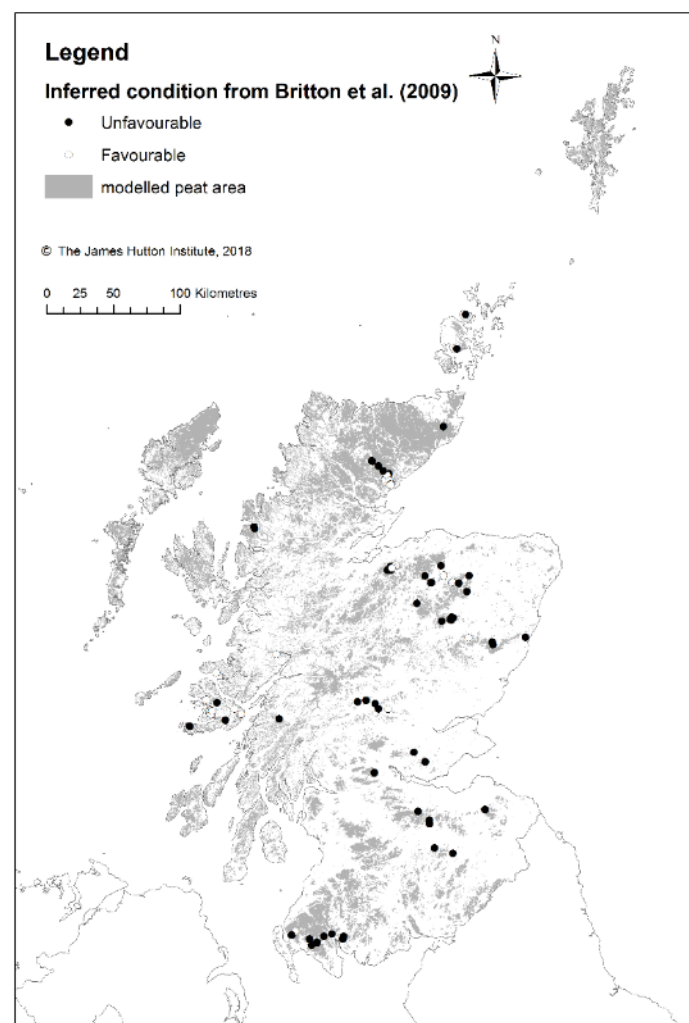 Legend
N
Inferred condition from Britton et al. (2009)
Unfavourable
Favourable
modelled peat area
© The James Hutton Institute, 2018
0 25 50 100 Kilometres